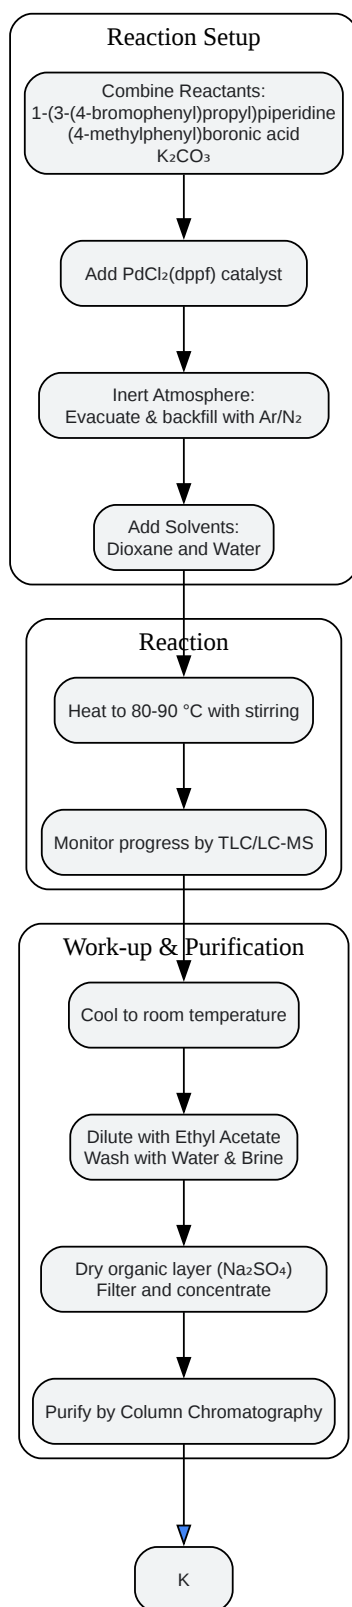 Reaction Setup
Combine Reactants:
1-(3-(4-bromophenyl)propyl)piperidine
(4-methylphenyl)boronic acid
K₂CO₃
Add PdCl₂(dppf) catalyst
Inert Atmosphere:
Evacuate & backfill with Ar/N₂
Add Solvents:
Dioxane and Water
Reaction
Heat to 80-90 °C with stirring
Monitor progress by TLC/LC-MS
Work-up & Purification
Cool to room temperature
Dilute with Ethyl Acetate
Wash with Water & Brine
Dry organic layer (Na₂SO₄)
Filter and concentrate
Purify by Column Chromatography
K